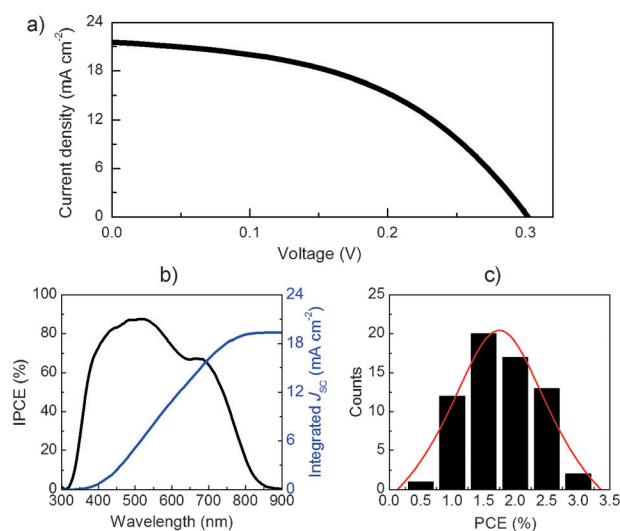 a)
24
18
12
6
0
Current density (mA cm-2)
0.0 0.1 0.2 0.3
Voltage (V)
b)
100
80
60
40
20
0
IPCE (%)
24
18
12
6
0
Integrated JSC (mA cm-2)
300 400 500 600 700 800 900
Wavelength (nm)
c)
25
20
15
10
5
0
Counts
0.0 0.5 1.0 1.5 2.0 2.5 3.0 3.5
PCE (%)